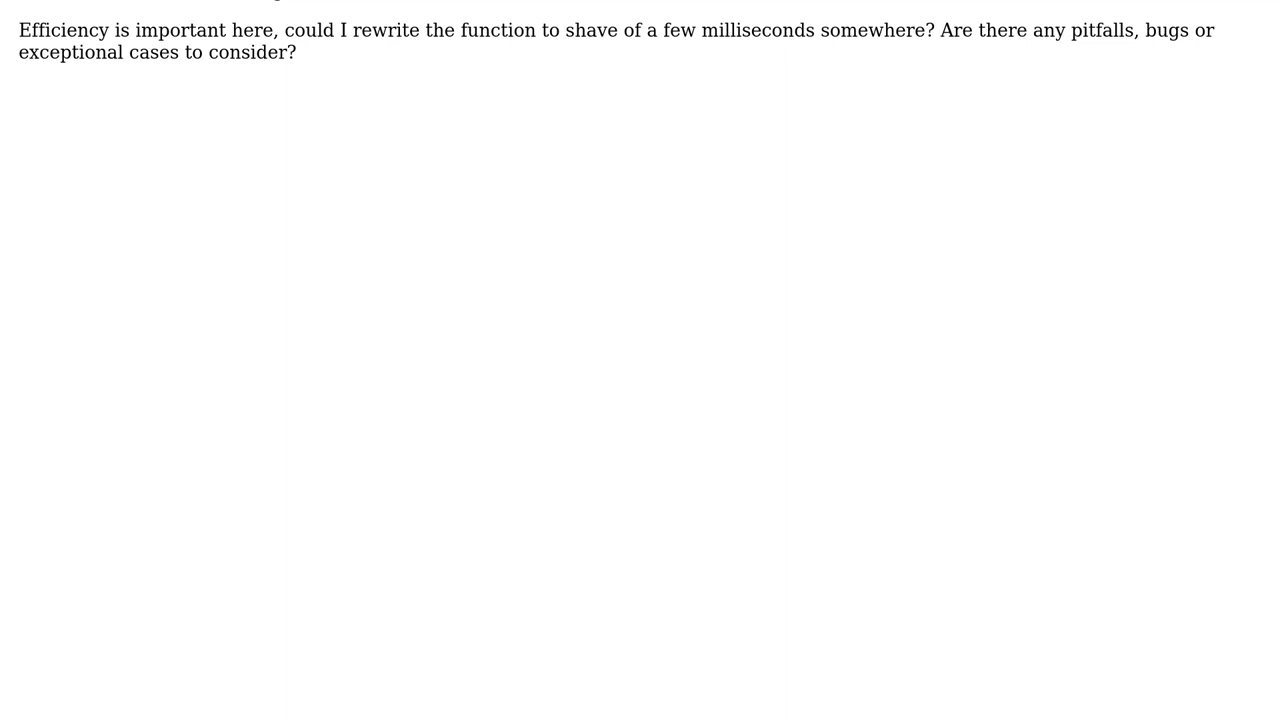 Efficiency is important here, could I rewrite the function to shave of a few milliseconds somewhere? Are there any pitfalls, bugs or
exceptional cases to consider?